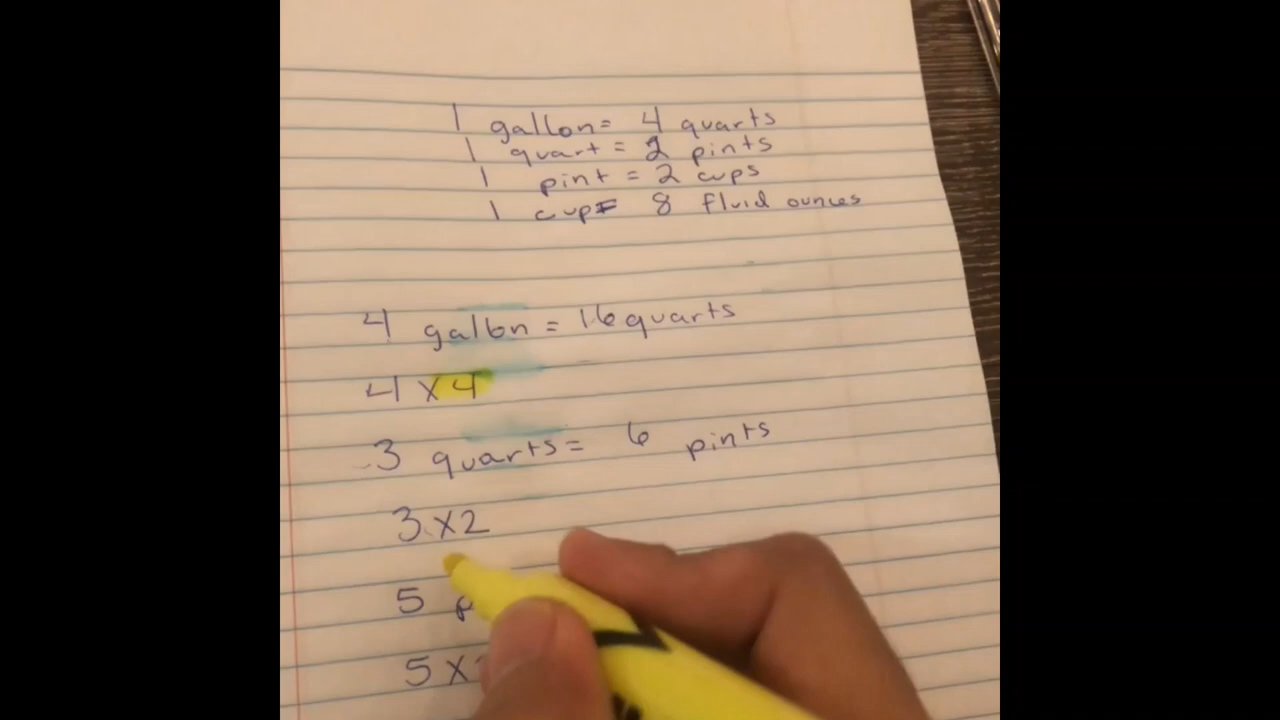 1 gallon = 4 quarts
1 quart = 2 pints
1 pint = 2 cups
1 cup = 8 fluid ounces
4 gallon = 16 quarts
4 x 4
3 quarts = 6 pints
3 x 2
5 p
5 x